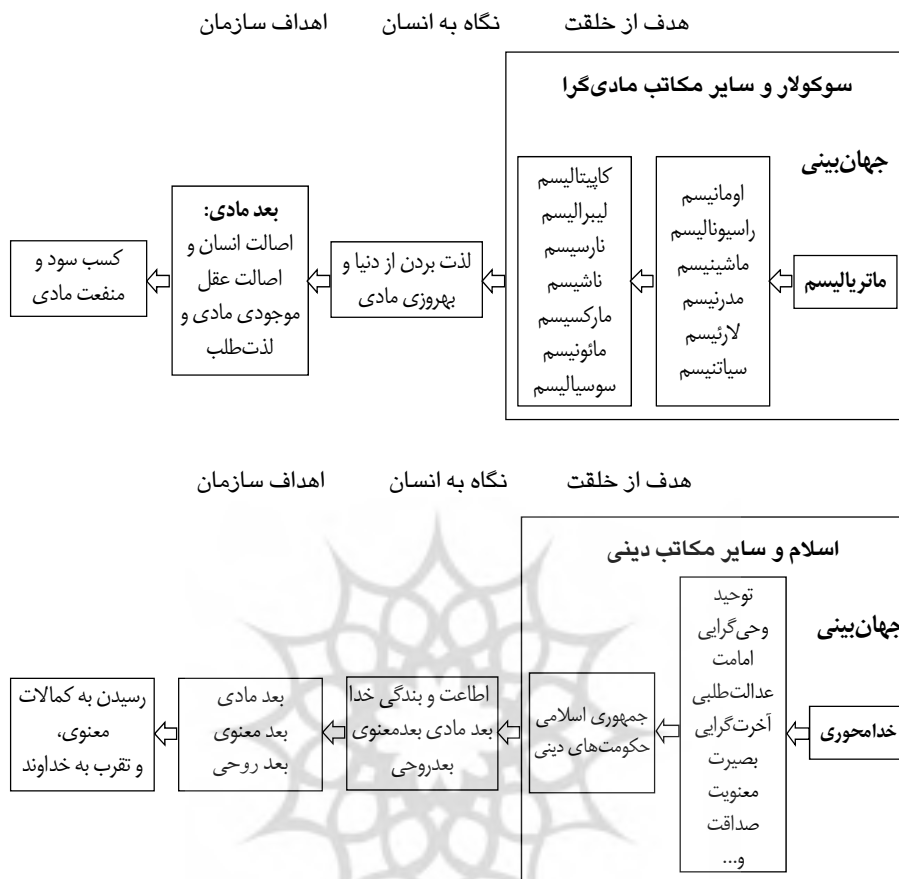 هدف از خلقت نگاه به انسان اهداف سازمان
سوکولار و سایر مکاتب مادی‌گرا
جهان‌بینی
ماتریالیسم
اومانیسم
راسیونالیسم
ماشینیسم
مدرنیسم
لارئیسم
سیاتنیسم
کاپیتالیسم
لیبرالیسم
نارسیسم
ناشیسم
مارکسیسم
مائونیسم
سوسیالیسم
لذت بردن از دنیا و
بهروزی مادی
بعد مادی:
اصالت انسان و
اصالت عقل
موجودی مادی و
لذت‌طلب
کسب سود و
منفعت مادی
هدف از خلقت نگاه به انسان اهداف سازمان
اسلام و سایر مکاتب دینی
جهان‌بینی
خدامحوری
توحید
وحی‌گرایی
امامت
عدالت‌طلبی
آخرت‌گرایی
بصیرت
معنویت
صداقت
و...
جمهوری اسلامی
حکومت‌های دینی
اطاعت و بندگی خدا
بعد مادی بعدمعنوی
بعدروحی
بعد مادی
بعد معنوی
بعد روحی
رسیدن به کمالات
معنوی،
و تقرب به خداوند